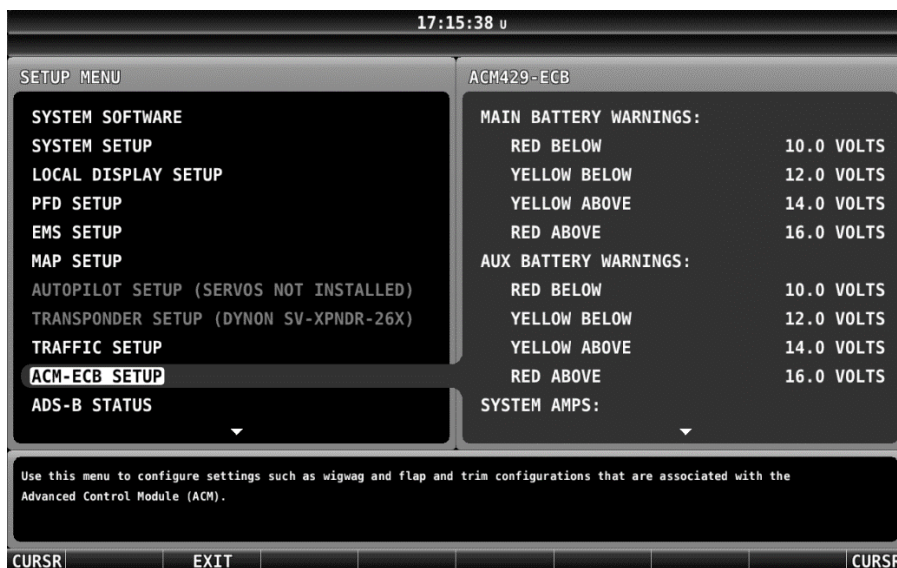 17:15:38 U
SETUP MENU
SYSTEM SOFTWARE
SYSTEM SETUP
LOCAL DISPLAY SETUP
PFD SETUP
EMS SETUP
MAP SETUP
AUTOPILOT SETUP (SERVOS NOT INSTALLED)
TRANSPONDER SETUP (DYNON SV-XPNDR-26X)
TRAFFIC SETUP
ACM-ECB SETUP
ADS-B STATUS
ACM429-ECB
MAIN BATTERY WARNINGS:
RED BELOW 10.0 VOLTS
YELLOW BELOW 12.0 VOLTS
YELLOW ABOVE 14.0 VOLTS
RED ABOVE 16.0 VOLTS
AUX BATTERY WARNINGS:
RED BELOW 10.0 VOLTS
YELLOW BELOW 12.0 VOLTS
YELLOW ABOVE 14.0 VOLTS
RED ABOVE 16.0 VOLTS
SYSTEM AMPS:
Use this menu to configure settings such as wigwag and flap and trim configurations that are associated with the
Advanced Control Module (ACM).
CURSR EXIT CURSR